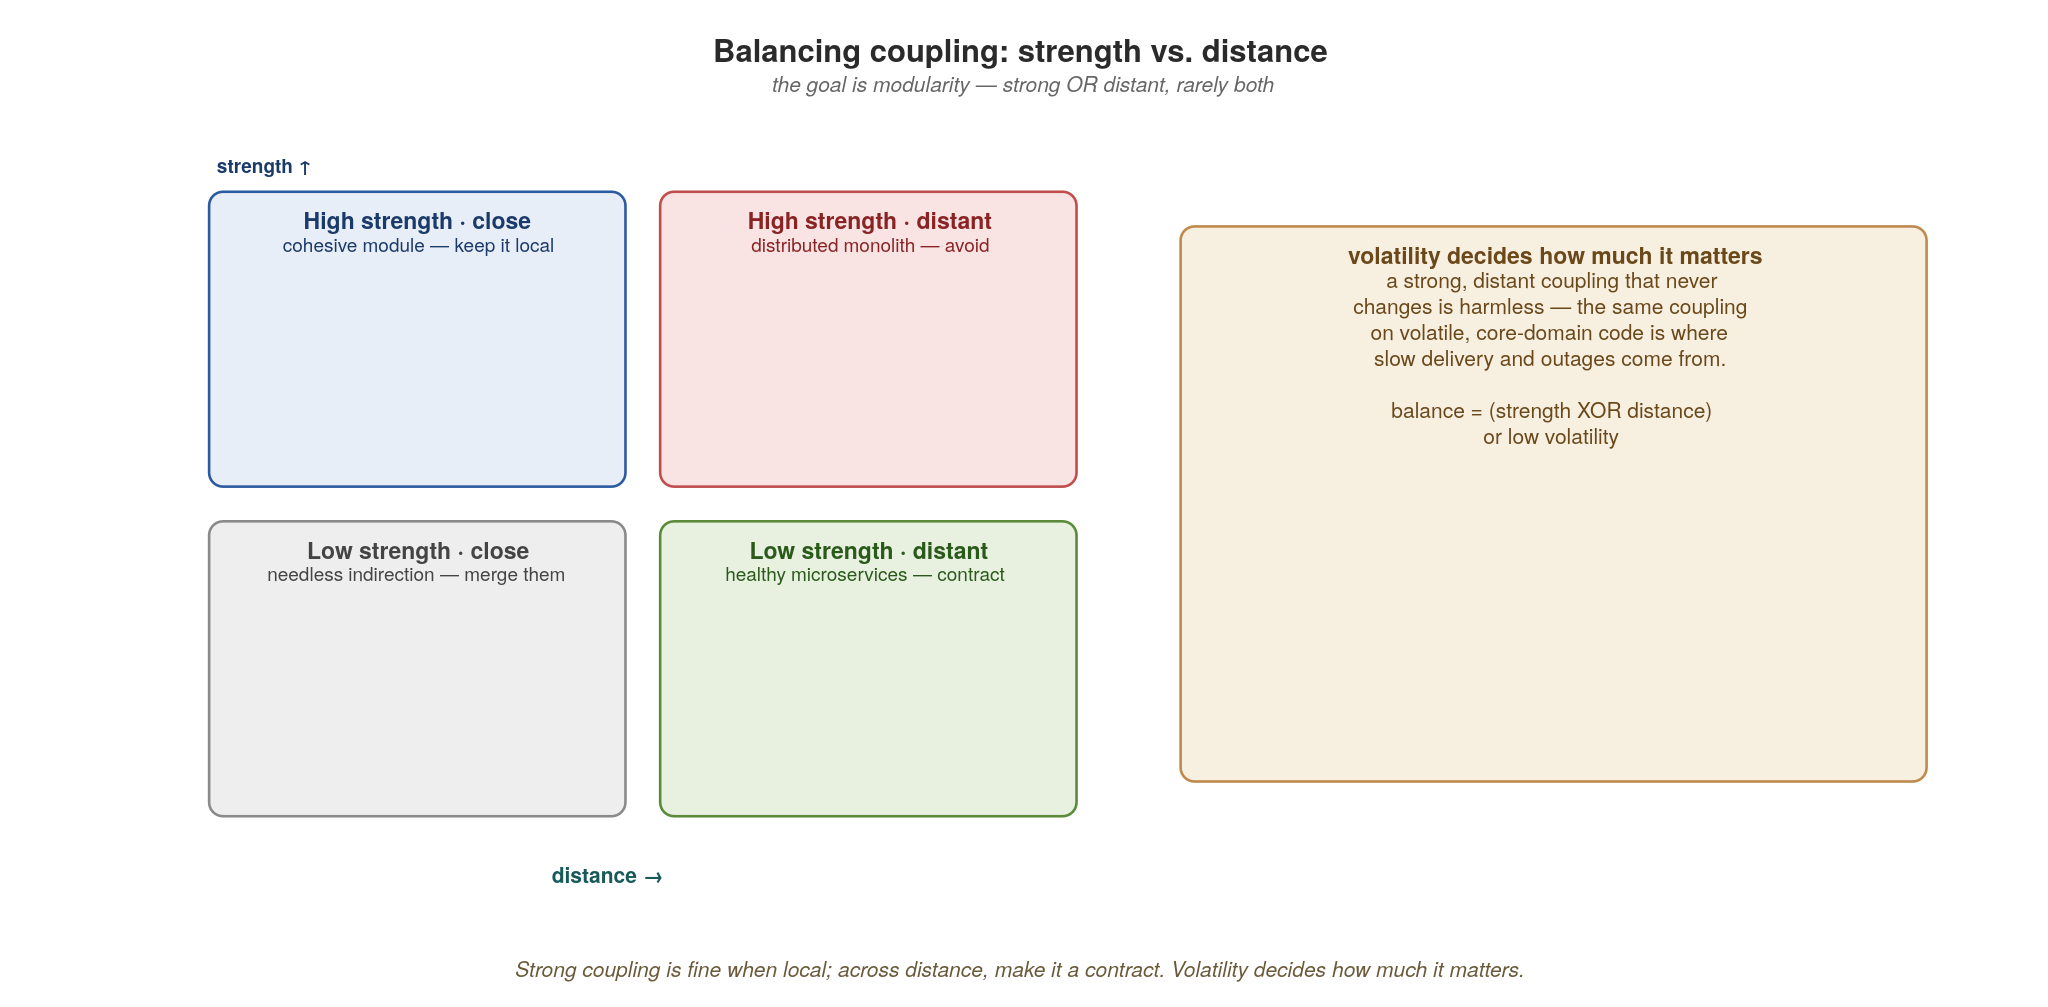 Balancing coupling: strength vs. distance
the goal is modularity — strong OR distant, rarely both
strength ↑
High strength · close
cohesive module — keep it local
High strength · distant
distributed monolith — avoid
volatility decides how much it matters
a strong, distant coupling that never
changes is harmless — the same coupling
on volatile, core-domain code is where
slow delivery and outages come from.
balance = (strength XOR distance)
or low volatility
Low strength · close
needless indirection — merge them
Low strength · distant
healthy microservices — contract
distance →
Strong coupling is fine when local; across distance, make it a contract. Volatility decides how much it matters.